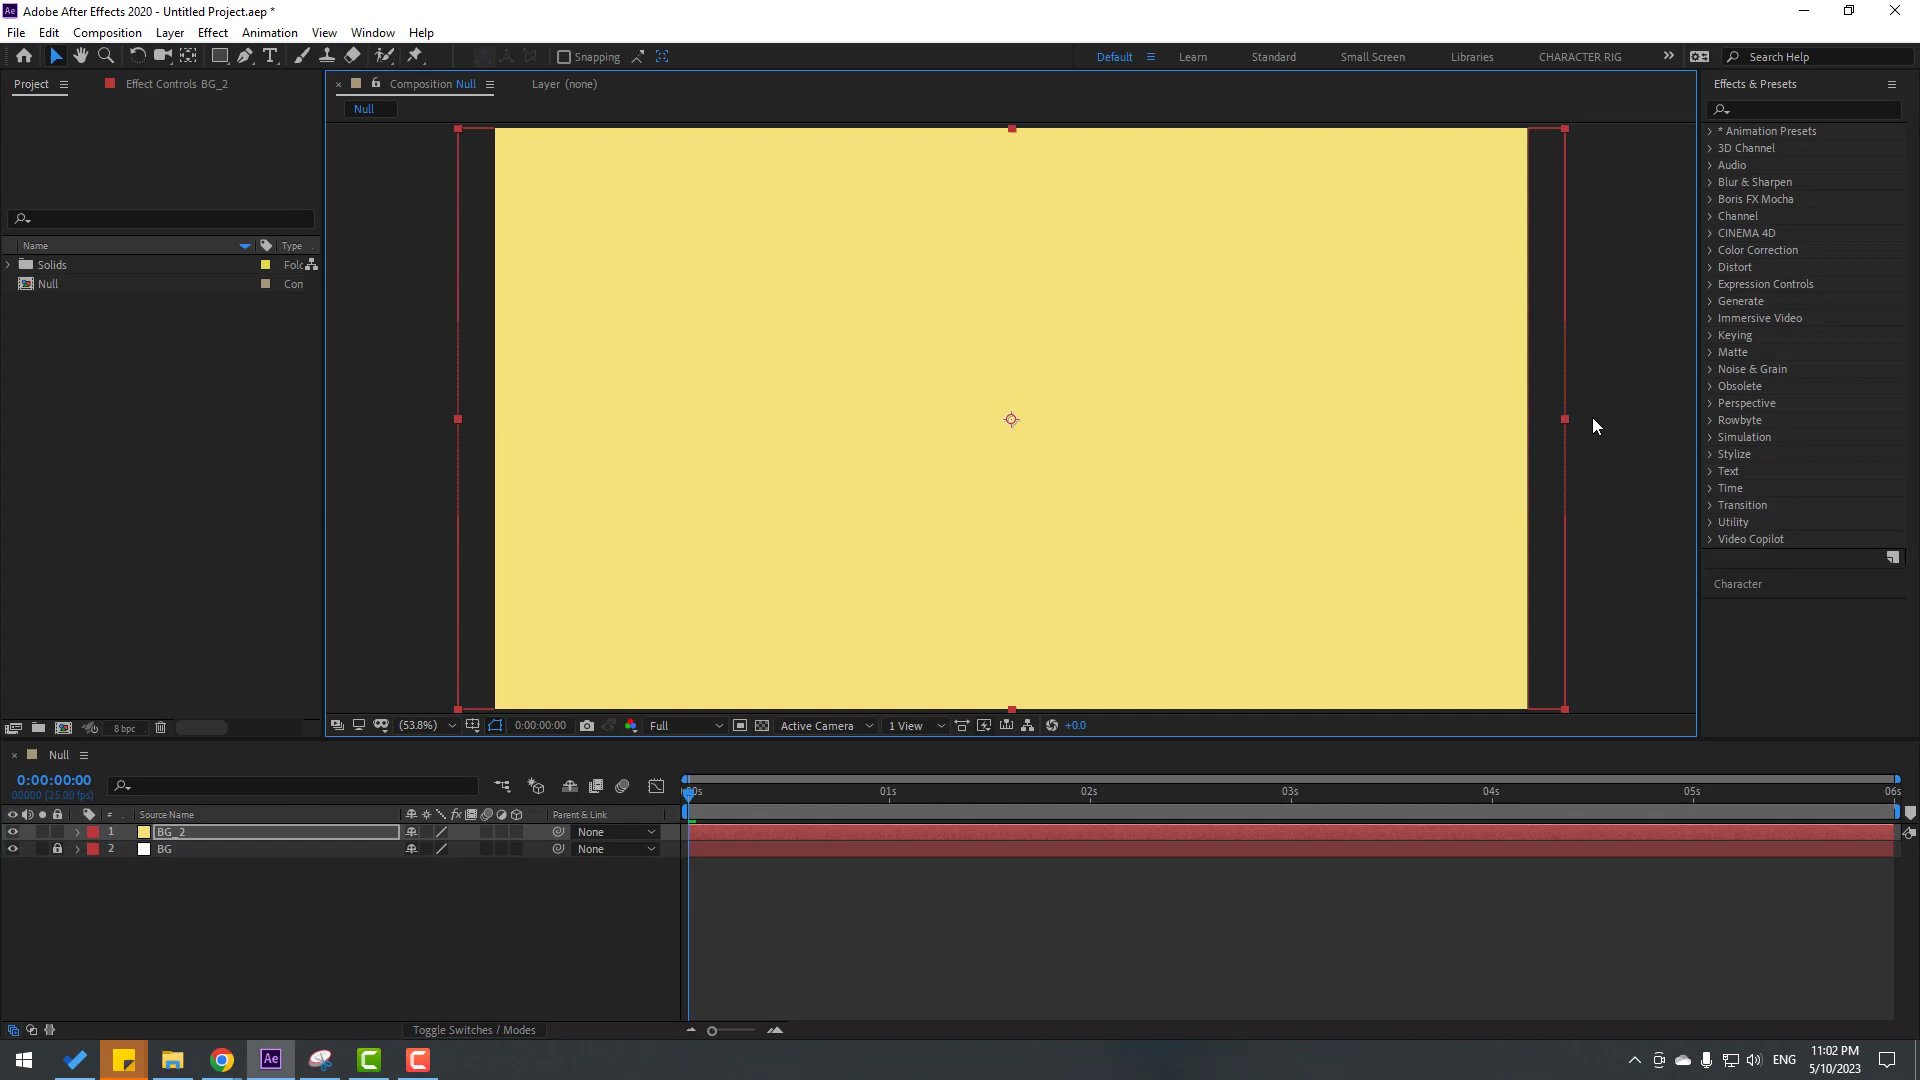 Adobe After Effects 2020 - Untitled Project.aep *
File Edit Composition Layer Effect Animation View Window Help
Snapping
Default Learn Standard Small Screen Libraries CHARACTER RIG Search Help
Project Effect Controls BG_2
Composition Null Layer (none)
Null
Name Type
Solids Folc
Null Con
8 bpc
(53.8%) 0:00:00:00 Full Active Camera 1 View +0.0
Effects & Presets
* Animation Presets
3D Channel
Audio
Blur & Sharpen
Boris FX Mocha
Channel
CINEMA 4D
Color Correction
Distort
Expression Controls
Generate
Immersive Video
Keying
Matte
Noise & Grain
Obsolete
Perspective
Rowbyte
Simulation
Stylize
Text
Time
Transition
Utility
Video Copilot
Character
Null
0:00:00:00
00000 (25.00 fps)
:00s 01s 02s 03s 04s 05s 06s
# Source Name Parent & Link
1 BG_2 None
2 BG None
Toggle Switches / Modes
Ae ENG 11:02 PM
5/10/2023